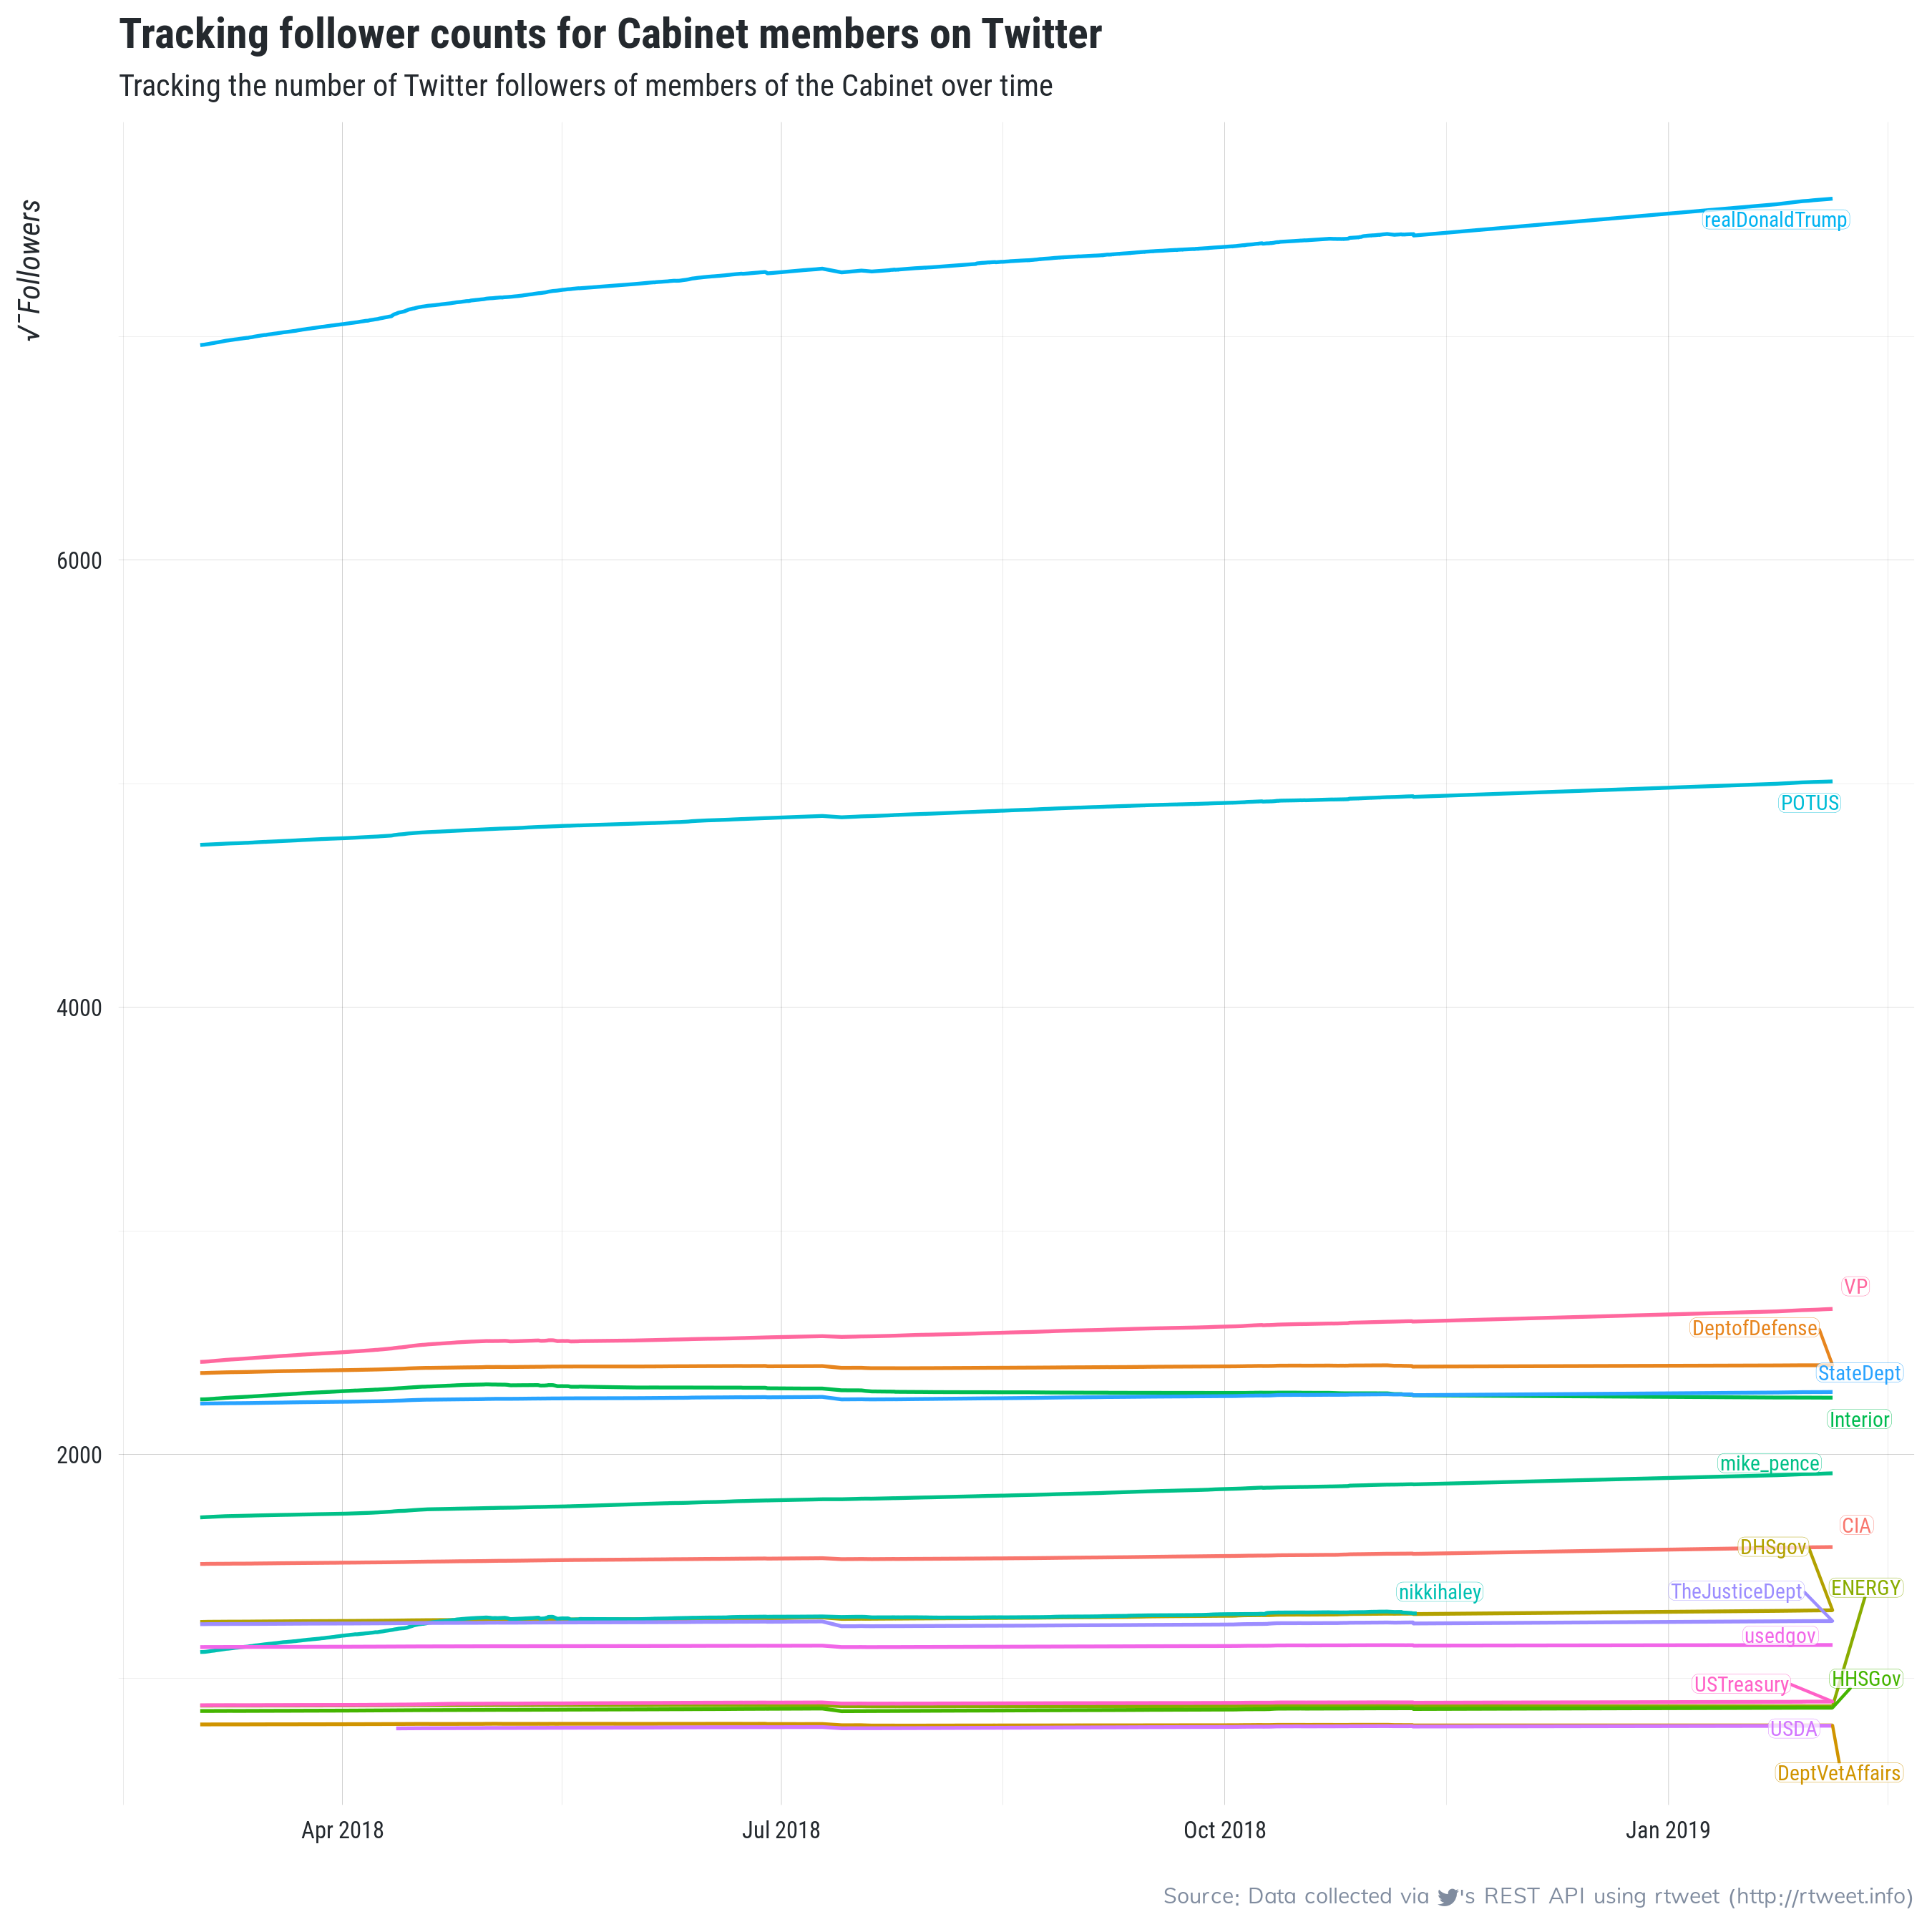 Tracking follower counts for Cabinet members on Twitter
Tracking the number of Twitter followers of members of the Cabinet over time
√¯Followers
realDonaldTrump
6000
POTUS
4000
VP
DeptofDefense
StateDept
Interior
2000
mike_pence
CIA
DHSgov
ENERGY
TheJusticeDept
nikkihaley
usedgov
HHSGov
USTreasury
USDA
DeptVetAffairs
Apr 2018
Jul 2018
Oct 2018
Jan 2019
Source: Data collected via 's REST API using rtweet (http://rtweet.info)